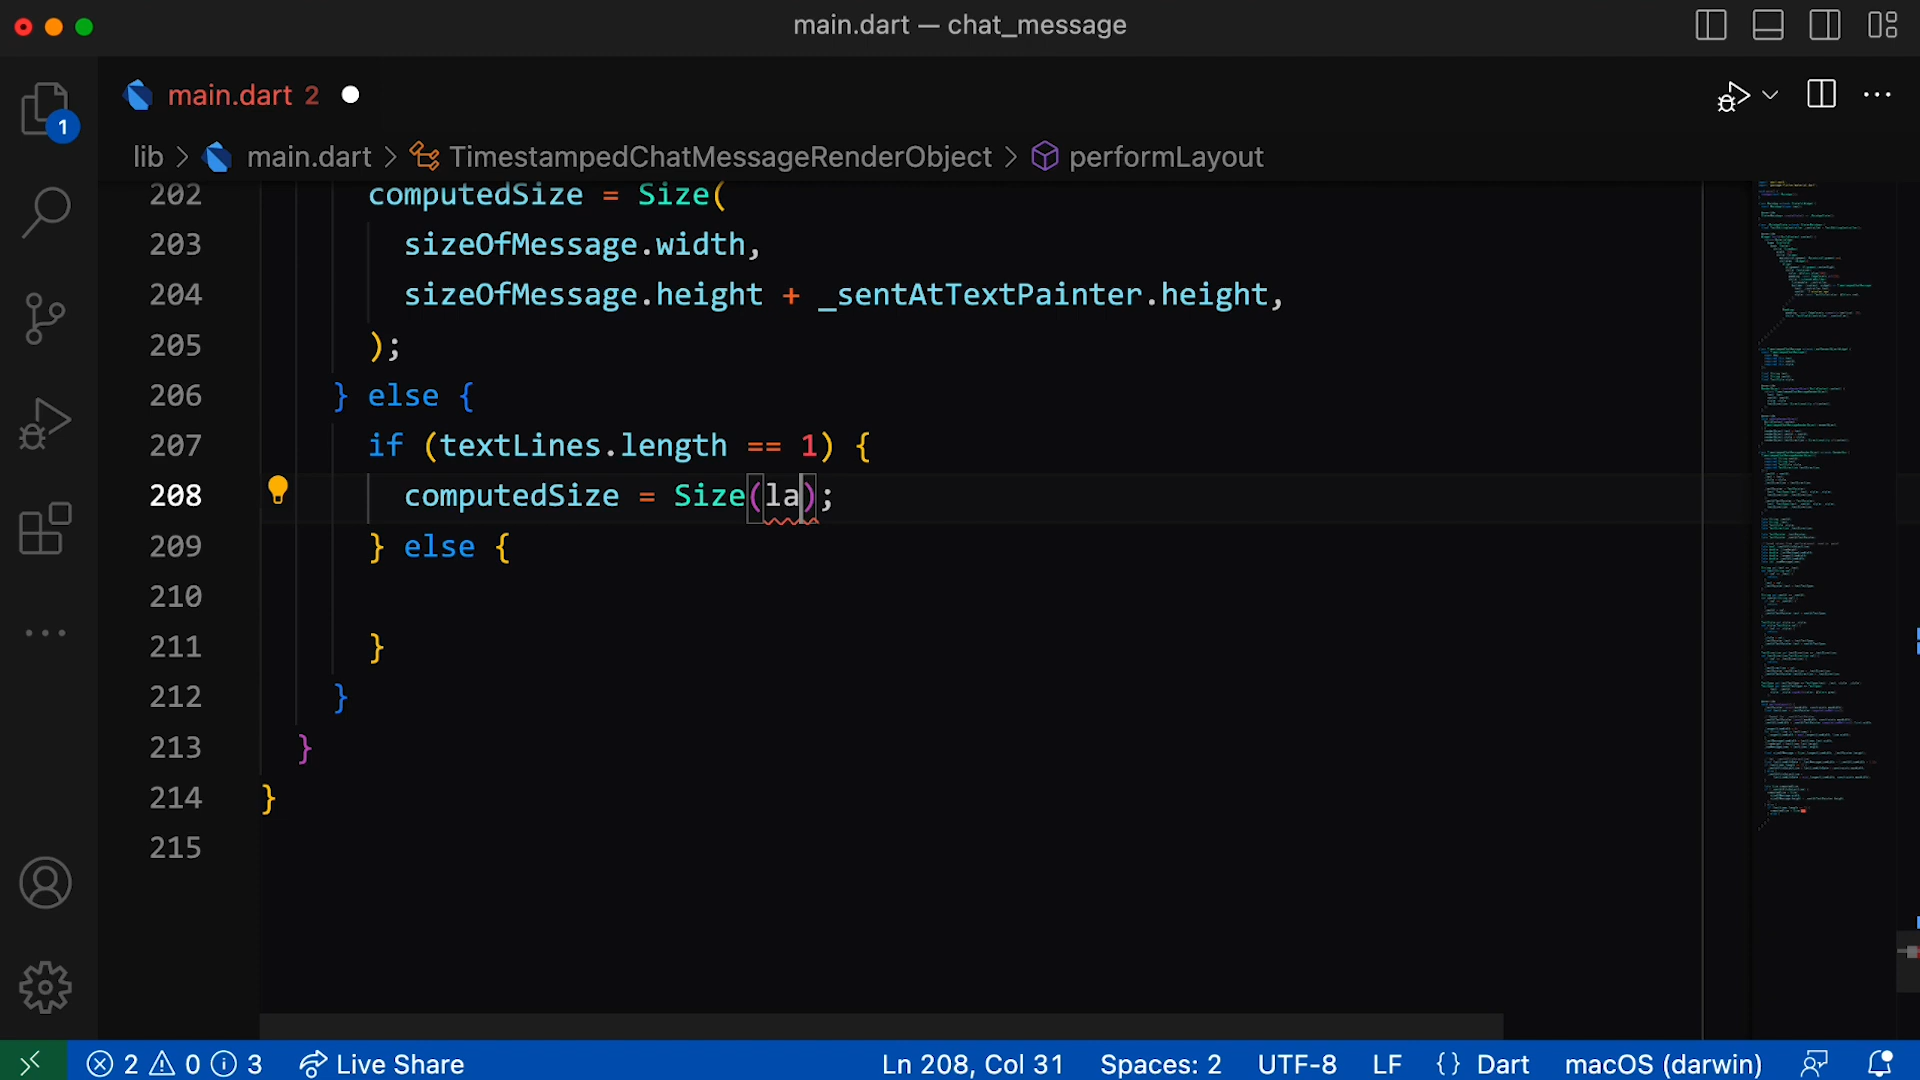 main.dart — chat_message
main.dart 2
1
lib > main.dart > TimestampedChatMessageRenderObject > performLayout
202 computedSize = Size(
203 sizeOfMessage.width,
204 sizeOfMessage.height + _sentAtTextPainter.height,
205 );
206 } else {
207 if (textLines.length == 1) {
208 computedSize = Size(la);
209 } else {
210
211 }
212 }
213 }
214 }
215
2 0 3 Live Share Ln 208, Col 31 Spaces: 2 UTF-8 LF {} Dart macOS (darwin)